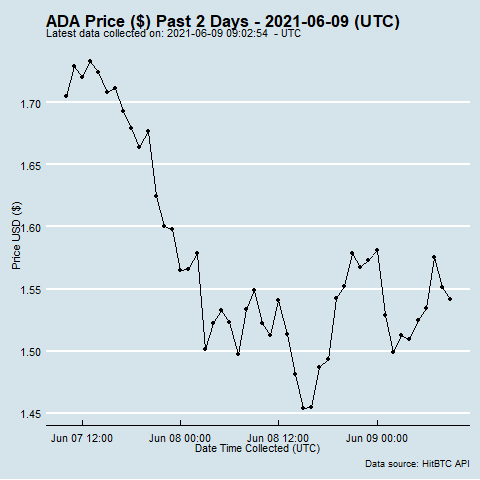 ADA Price ($) Past 2 Days - 2021-06-09 (UTC)
Latest data collected on: 2021-06-09 09:02:54 - UTC
1.70
1.65
1.60
1.55
1.50
1.45
Price USD ($)
Jun 07 12:00 Jun 08 00:00 Jun 08 12:00 Jun 09 00:00
Date Time Collected (UTC)
Data source: HitBTC API